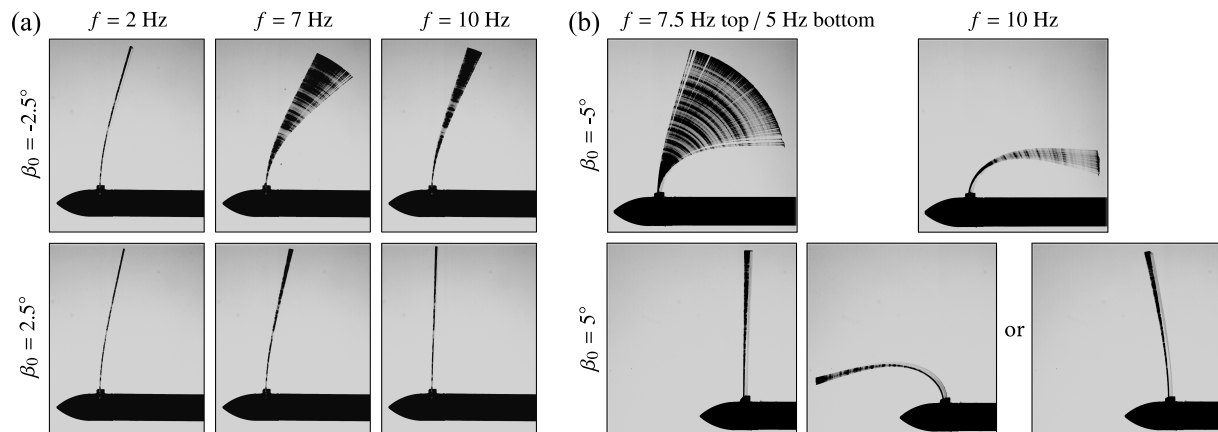 (a) f = 2 Hz f = 7 Hz f = 10 Hz (b) f = 7.5 Hz top / 5 Hz bottom f = 10 Hz
β0 = -2.5°
β0 = -5°
β0 = 2.5°
β0 = 5°
or